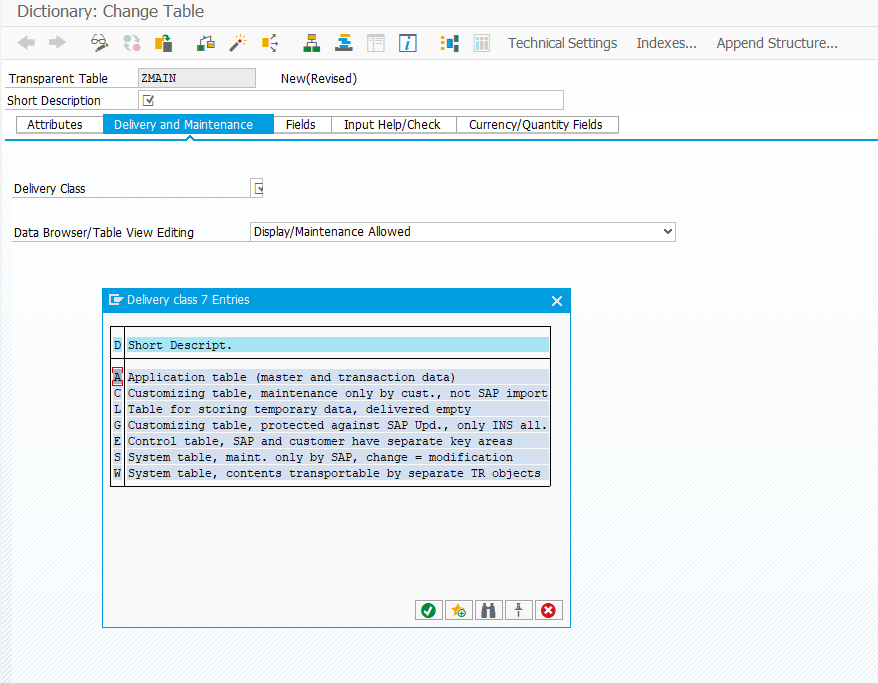 Dictionary: Change Table
Technical Settings Indexes... Append Structure...
Transparent Table ZMAIN New(Revised)
Short Description
Attributes Delivery and Maintenance Fields Input Help/Check Currency/Quantity Fields
Delivery Class
Data Browser/Table View Editing Display/Maintenance Allowed
Delivery class 7 Entries
D Short Descript.
A Application table (master and transaction data)
C Customizing table, maintenance only by cust., not SAP import
L Table for storing temporary data, delivered empty
G Customizing table, protected against SAP Upd., only INS all.
E Control table, SAP and customer have separate key areas
S System table, maint. only by SAP, change = modification
W System table, contents transportable by separate TR objects